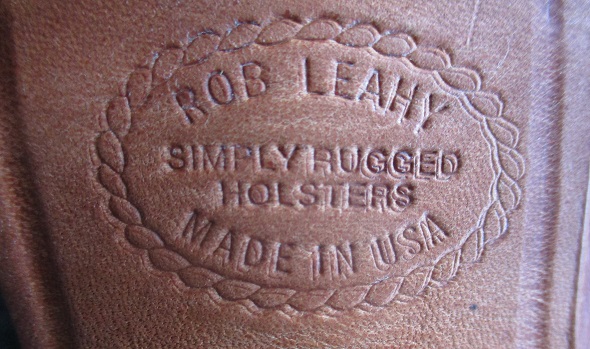 ROB LEAHY
SIMPLY RUGGED
HOLSTERS
MADE IN USA